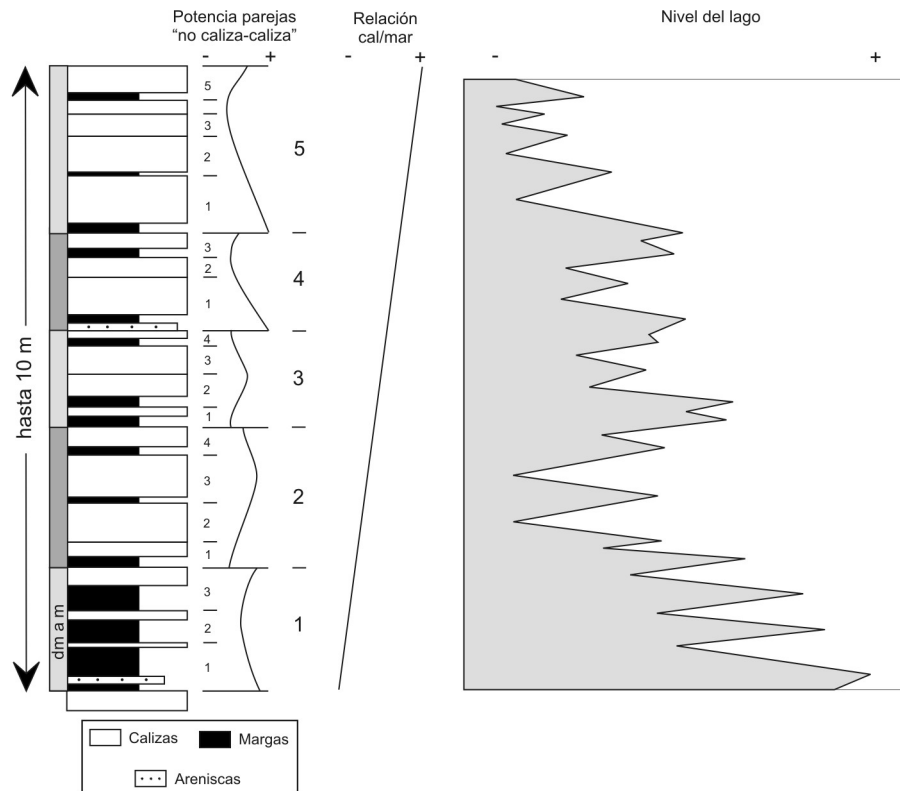 Potencia parejas
“no caliza-caliza”
- +
Relación
cal/mar
- +
Nivel del lago
- +
hasta 10 m
dm a m
5
3
2
1
5
3
2
1
4
4
3
2
1
3
4
3
2
1
2
3
2
1
1
Calizas
Margas
Areniscas